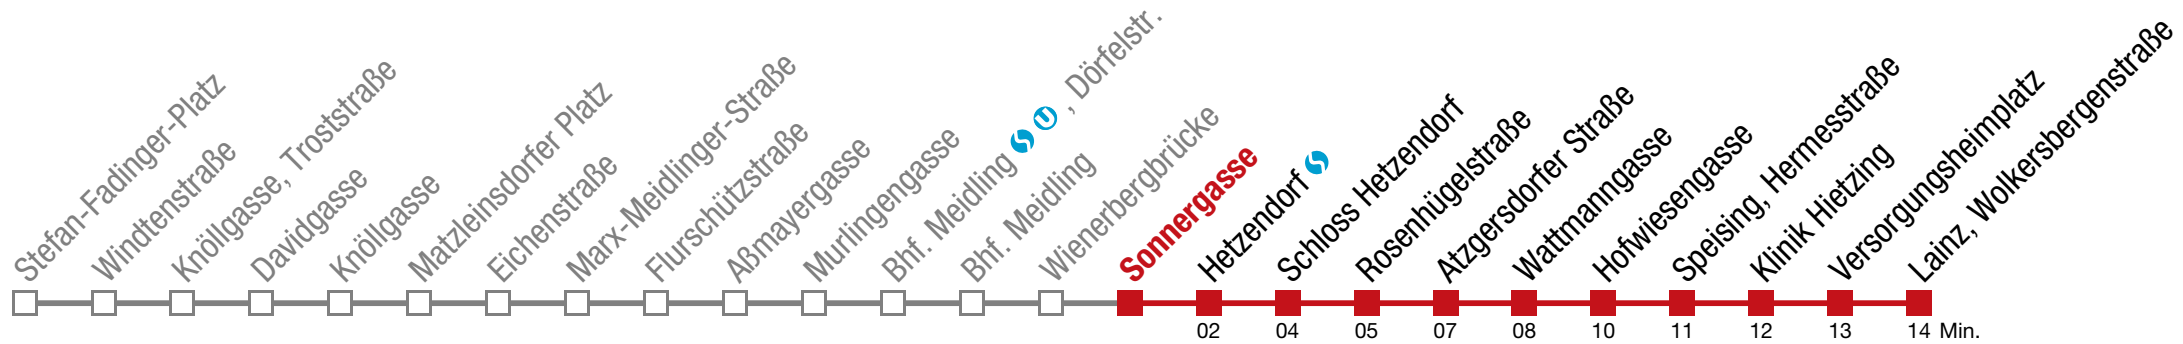 Stefan-Fadinger-Platz
Windtenstraße
Knöllgasse, Troststraße
Davidgasse
Knöllgasse
Matzleinsdorfer Platz
Eichenstraße
Marx-Meidlinger-Straße
Flurschützstraße
Aßmayergasse
Murlingengasse
Bhf. Meidling S U , Dörfelstr.
Bhf. Meidling
Wienerbergbrücke
Sonnergasse
Hetzendorf S
Schloss Hetzendorf
Rosenhügelstraße
Atzgersdorfer Straße
Wattmanngasse
Hofwiesengasse
Speising, Hermesstraße
Klinik Hietzing
Versorgungsheimplatz
Lainz, Wolkersbergenstraße
02 04 05 07 08 10 11 12 13 14 Min.